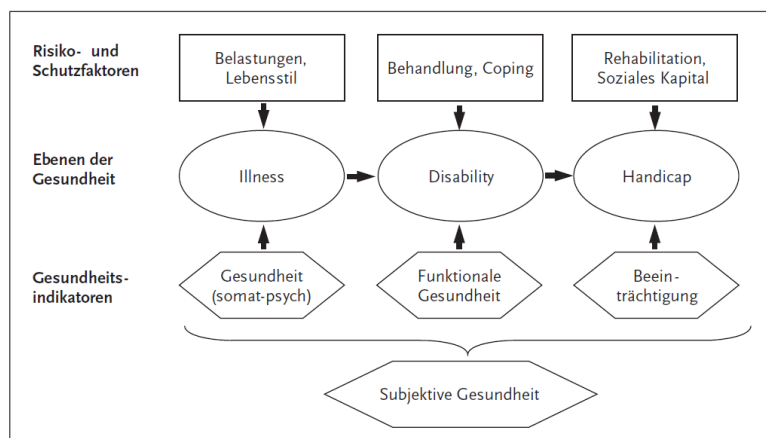 Risiko- und
Schutzfaktoren
Belastungen,
Lebensstil
Behandlung, Coping
Rehabilitation,
Soziales Kapital
Ebenen der
Gesundheit
Illness
Disability
Handicap
Gesundheits-
indikatoren
Gesundheit
(somat-psych)
Funktionale
Gesundheit
Beein-
trächtigung
Subjektive Gesundheit